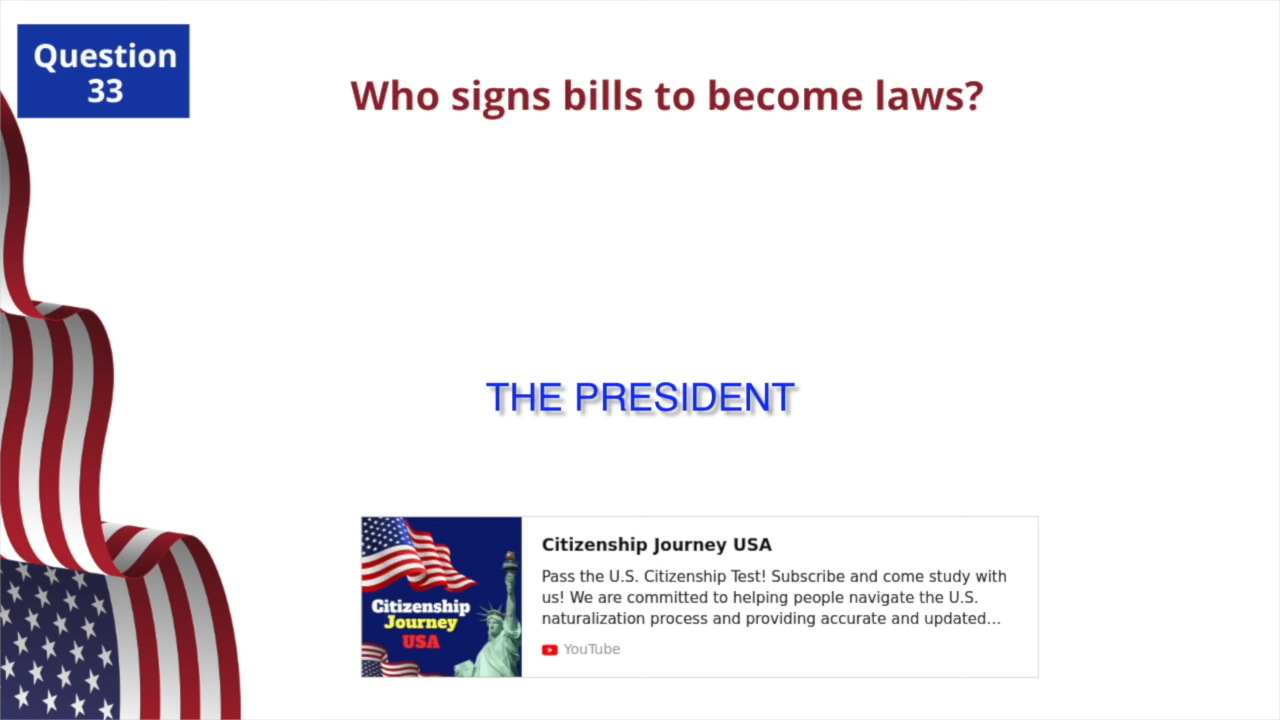 Question
33
Who signs bills to become laws?
THE PRESIDENT
Citizenship Journey USA
Pass the U.S. Citizenship Test! Subscribe and come study with
us! We are committed to helping people navigate the U.S.
naturalization process and providing accurate and updated...
YouTube
Citizenship
Journey
USA